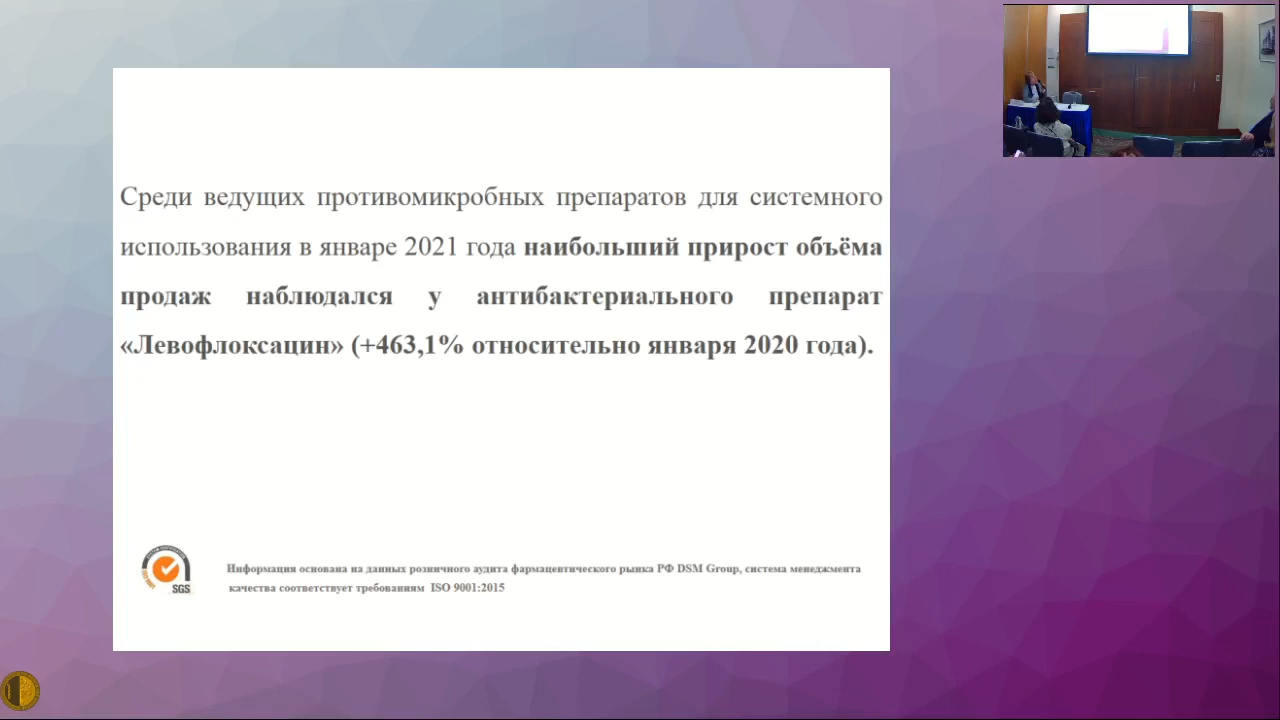 Среди ведущих противомикробных препаратов для системного
использования в январе 2021 года наибольший прирост объёма
продаж наблюдался у антибактериального препарат
«Левофлоксацин» (+463,1% относительно января 2020 года).
Информация основана на данных розничного аудита фармацевтического рынка РФ DSM Group, система менеджмента
качества соответствует требованиям ISO 9001:2015
SGS